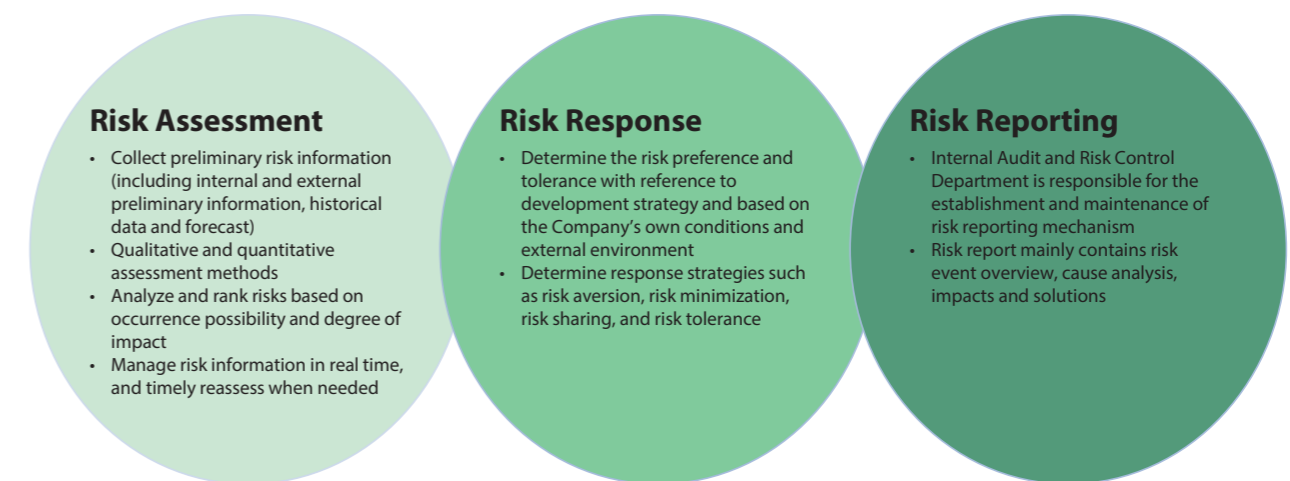 Risk Assessment
• Collect preliminary risk information
(including internal and external
preliminary information, historical
data and forecast)
• Qualitative and quantitative
assessment methods
• Analyze and rank risks based on
occurrence possibility and degree of
impact
• Manage risk information in real time,
and timely reassess when needed
Risk Response
• Determine the risk preference and
tolerance with reference to
development strategy and based on
the Company’s own conditions and
external environment
• Determine response strategies such
as risk aversion, risk minimization,
risk sharing, and risk tolerance
Risk Reporting
• Internal Audit and Risk Control
Department is responsible for the
establishment and maintenance of
risk reporting mechanism
• Risk report mainly contains risk
event overview, cause analysis,
impacts and solutions